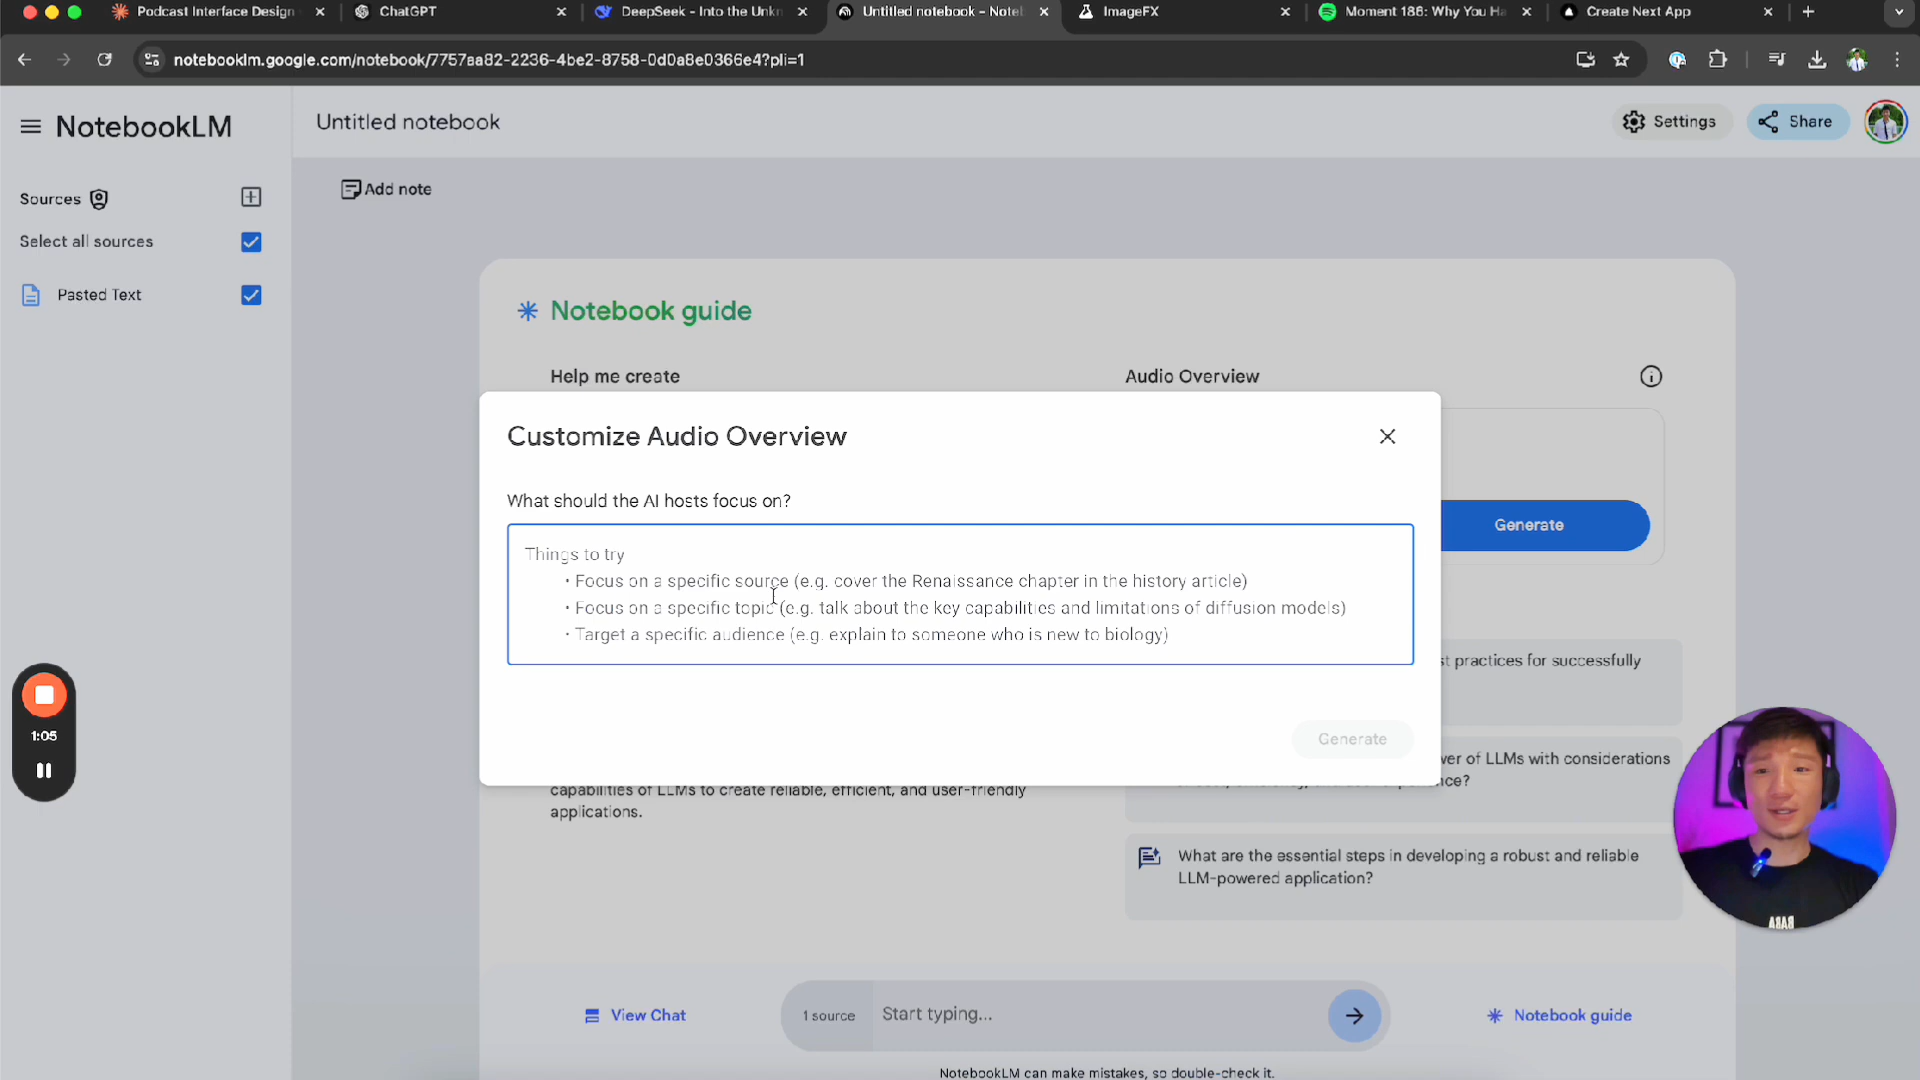 Podcast Interface Design
ChatGPT
DeepSeek - Into the Unkn
Untitled notebook - Note
ImageFX
Moment 186: Why You Ha
Create Next App
notebooklm.google.com/notebook/7757aa82-2236-4be2-8758-0d0a8e0366e4?pli=1
NotebookLM
Untitled notebook
Settings
Share
Sources
Add note
Select all sources
Pasted Text
Notebook guide
Help me create
Audio Overview
Customize Audio Overview
What should the AI hosts focus on?
Things to try
• Focus on a specific source (e.g. cover the Renaissance chapter in the history article)
• Focus on a specific topic (e.g. talk about the key capabilities and limitations of diffusion models)
• Target a specific audience (e.g. explain to someone who is new to biology)
Generate
Generate
st practices for successfully
wer of LLMs with considerations
nce?
capabilities of LLMs to create reliable, efficient, and user-friendly
applications.
What are the essential steps in developing a robust and reliable
LLM-powered application?
1:05
BABA
View Chat
1 source
Start typing...
Notebook guide
NotebookLM can make mistakes, so double-check it.